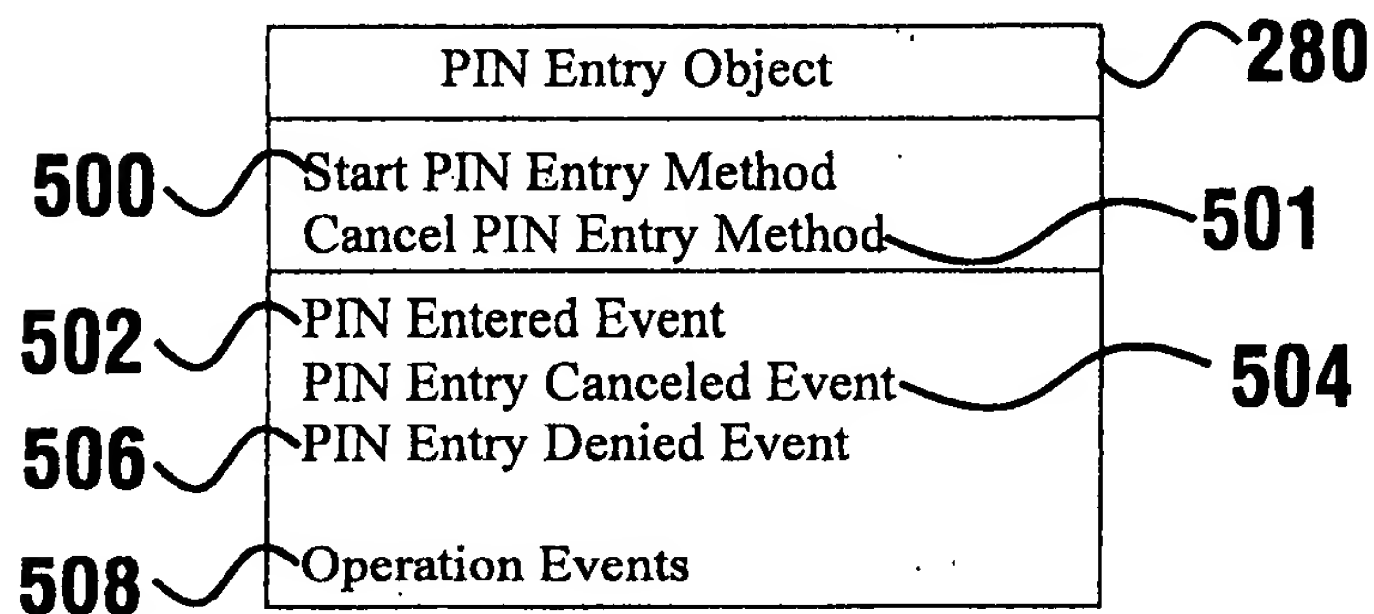 PIN Entry Object 280
500 Start PIN Entry Method
Cancel PIN Entry Method 501
502 PIN Entered Event
PIN Entry Canceled Event 504
506 PIN Entry Denied Event
508 Operation Events